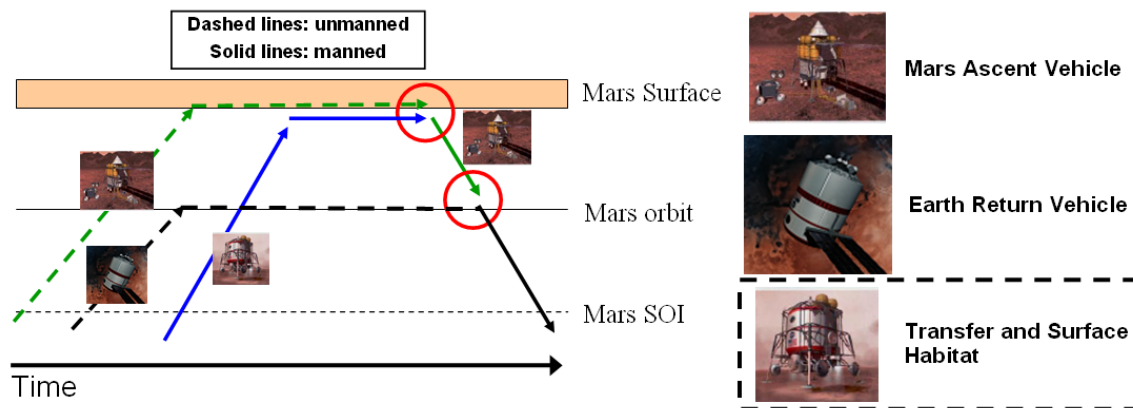 Dashed lines: unmanned
Solid lines: manned
Mars Surface
Mars orbit
Mars SOI
Time
Mars Ascent Vehicle
Earth Return Vehicle
Transfer and Surface
Habitat